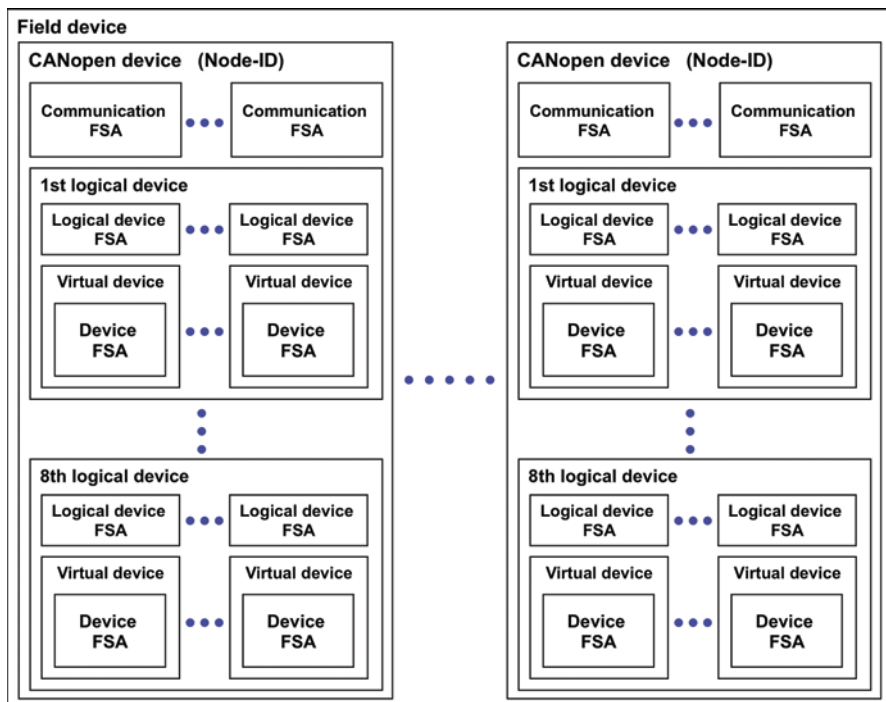 Field device
CANopen device (Node-ID)
Communication
FSA
Communication
FSA
1st logical device
Logical device
FSA
Logical device
FSA
Virtual device
Device
FSA
Virtual device
Device
FSA
8th logical device
Logical device
FSA
Logical device
FSA
Virtual device
Device
FSA
Virtual device
Device
FSA
CANopen device (Node-ID)
Communication
FSA
Communication
FSA
1st logical device
Logical device
FSA
Logical device
FSA
Virtual device
Device
FSA
Virtual device
Device
FSA
8th logical device
Logical device
FSA
Logical device
FSA
Virtual device
Device
FSA
Virtual device
Device
FSA